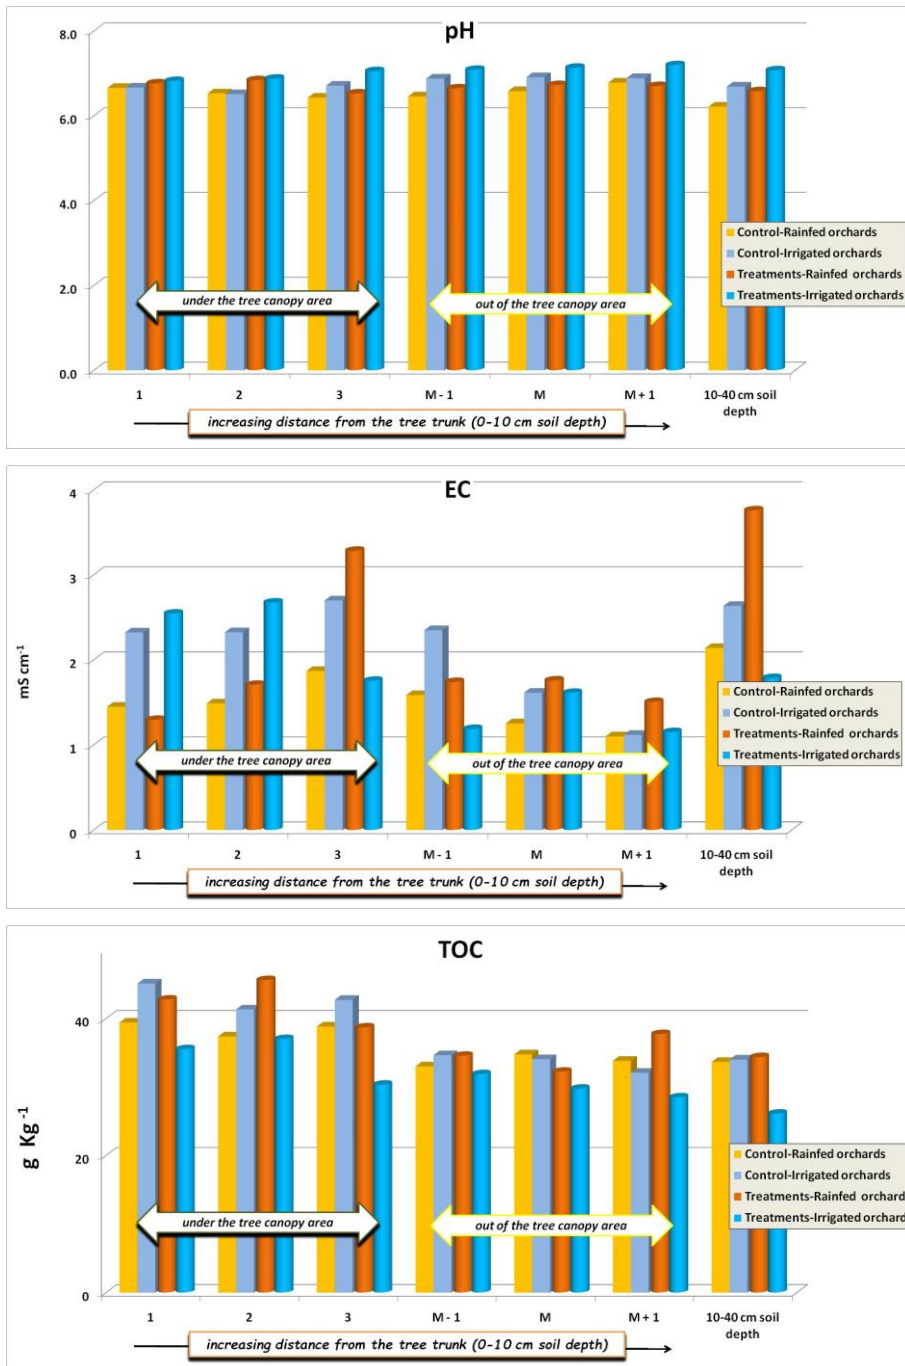 pH
8.0
6.0
4.0
2.0
0.0
Control-Rainfed orchards
Control-Irrigated orchards
Treatments-Rainfed orchards
Treatments-Irrigated orchards
under the tree canopy area
out of the tree canopy area
1 2 3 M - 1 M M + 1 10-40 cm soil
depth
increasing distance from the tree trunk (0-10 cm soil depth)
EC
4
3
2
1
0
mS cm-1
Control-Rainfed orchards
Control-Irrigated orchards
Treatments-Rainfed orchards
Treatments-Irrigated orchards
under the tree canopy area
out of the tree canopy area
1 2 3 M - 1 M M + 1 10-40 cm soil
depth
increasing distance from the tree trunk (0-10 cm soil depth)
TOC
40
20
0
g Kg -1
Control-Rainfed orchards
Control-Irrigated orchards
Treatments-Rainfed orchard
Treatments-Irrigated orchard
under the tree canopy area
out of the tree canopy area
1 2 3 M - 1 M M + 1 10-40 cm soil
depth
increasing distance from the tree trunk (0-10 cm soil depth)